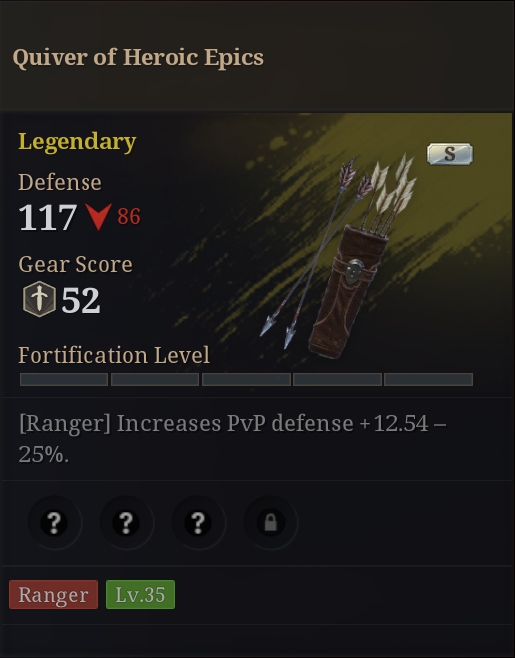 Quiver of Heroic Epics
Legendary
S
Defense
117 86
Gear Score
52
Fortification Level
[Ranger] Increases PvP defense +12.54 –
25%.
? ? ?
Ranger Lv.35